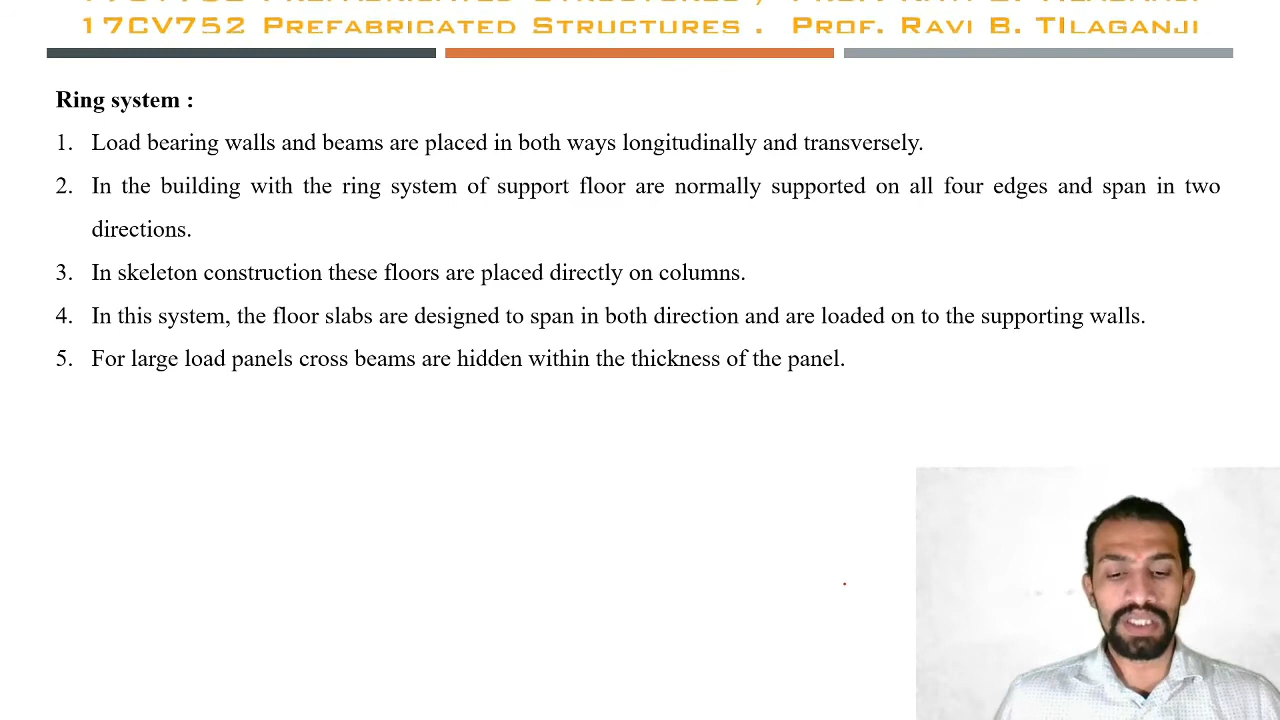 17CV752 PREFABRICATED STRUCTURES . PROF. RAVI B. TILAGANJI
Ring system :
1. Load bearing walls and beams are placed in both ways longitudinally and transversely.
2. In the building with the ring system of support floor are normally supported on all four edges and span in two
directions.
3. In skeleton construction these floors are placed directly on columns.
4. In this system, the floor slabs are designed to span in both direction and are loaded on to the supporting walls.
5. For large load panels cross beams are hidden within the thickness of the panel.